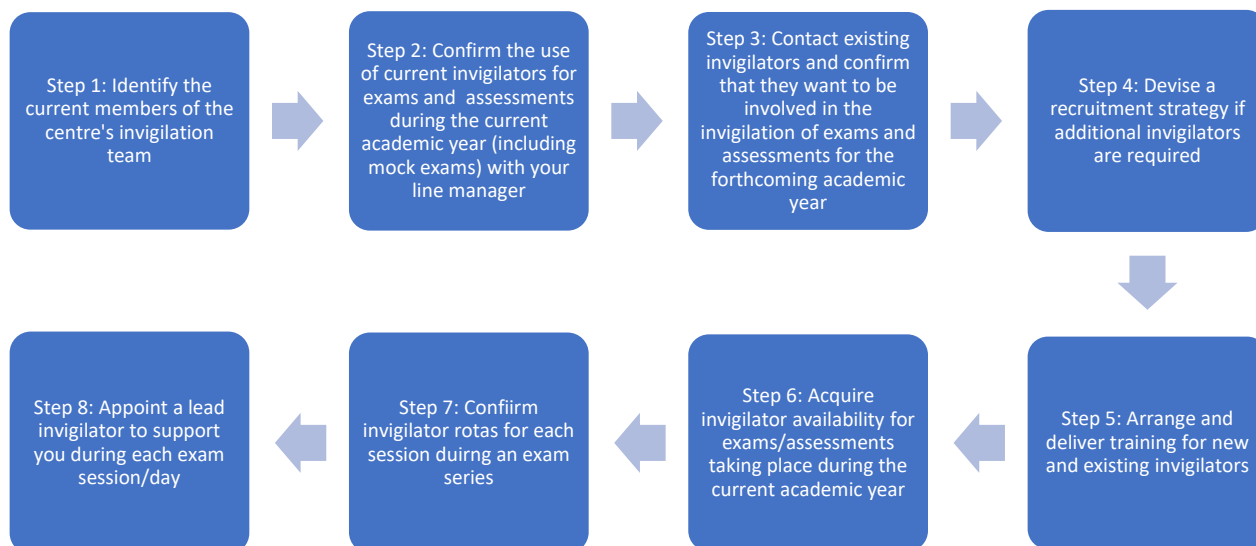 Step 1: Identify the
current members of the
centre's invigilation
team
Step 2: Confirm the use
of current invigilators for
exams and  assessments
during the current
academic year (including
mock exams) with your
line manager
Step 3: Contact existing
invigilators and confirm
that they want to be
involved in the
invigilation of exams and
assessments for the
forthcoming academic
year
Step 4: Devise a
recruitment strategy if
additional invigilators
are required
Step 5: Arrange and
deliver training for new
and existing invigilators
Step 6: Acquire
invigilator availability for
exams/assessments
taking place during the
current academic year
Step 7: Confiirm
invigilator rotas for each
session duirng an exam
series
Step 8: Appoint a lead
invigilator to support
you during each exam
session/day